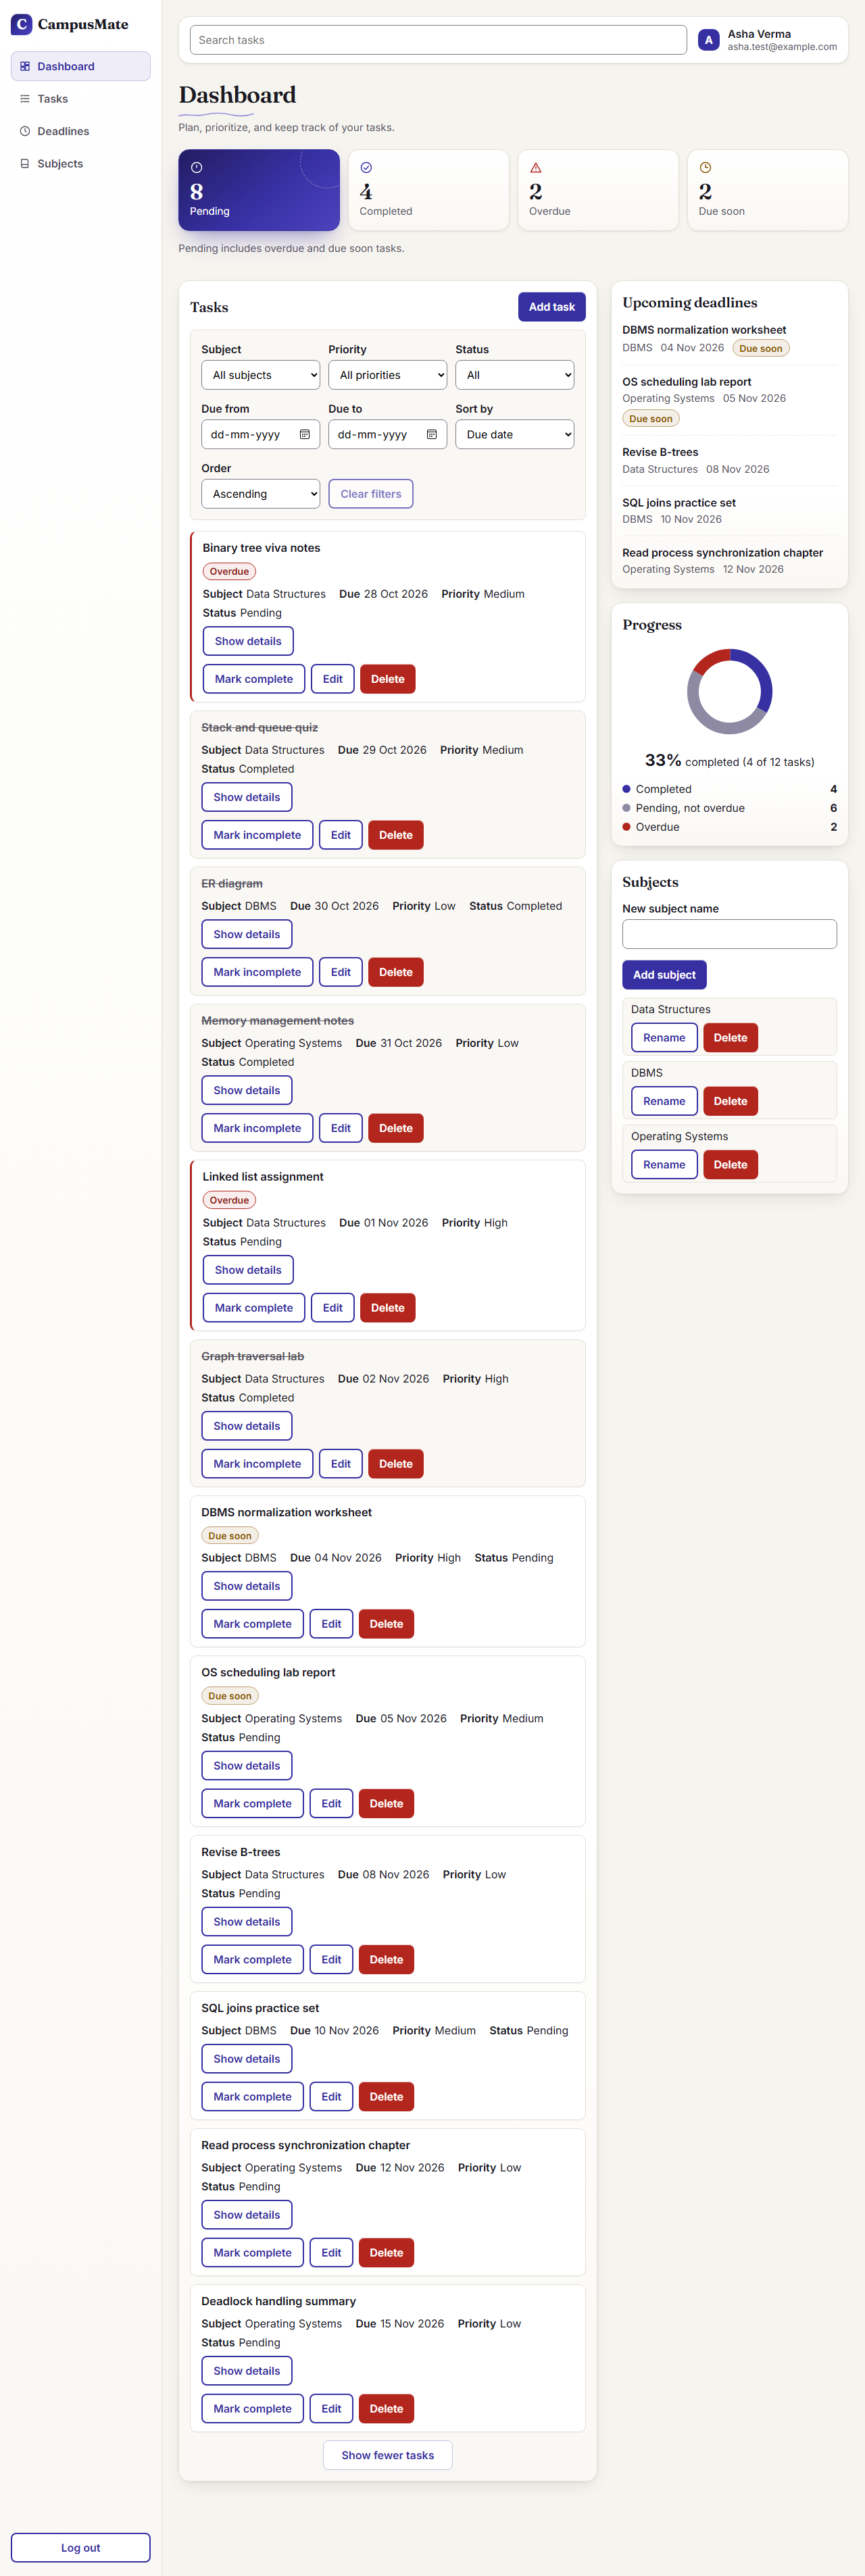 C CampusMate
Dashboard
Tasks
Deadlines
Subjects
Search tasks
A
Asha Verma
asha.test@example.com
Dashboard
Plan, prioritize, and keep track of your tasks.
8
Pending
4
Completed
2
Overdue
2
Due soon
Pending includes overdue and due soon tasks.
Tasks
Add task
Subject Priority Status
All subjects All priorities All
Due from Due to Sort by
dd-mm-yyyy dd-mm-yyyy Due date
Order
Ascending Clear filters
Binary tree viva notes
Overdue
Subject Data Structures Due 28 Oct 2026 Priority Medium
Status Pending
Show details
Mark complete Edit Delete
Stack and queue quiz
Subject Data Structures Due 29 Oct 2026 Priority Medium
Status Completed
Show details
Mark incomplete Edit Delete
ER diagram
Subject DBMS Due 30 Oct 2026 Priority Low Status Completed
Show details
Mark incomplete Edit Delete
Memory management notes
Subject Operating Systems Due 31 Oct 2026 Priority Low
Status Completed
Show details
Mark incomplete Edit Delete
Linked list assignment
Overdue
Subject Data Structures Due 01 Nov 2026 Priority High
Status Pending
Show details
Mark complete Edit Delete
Graph traversal lab
Subject Data Structures Due 02 Nov 2026 Priority High
Status Completed
Show details
Mark incomplete Edit Delete
DBMS normalization worksheet
Due soon
Subject DBMS Due 04 Nov 2026 Priority High Status Pending
Show details
Mark complete Edit Delete
OS scheduling lab report
Due soon
Subject Operating Systems Due 05 Nov 2026 Priority Medium
Status Pending
Show details
Mark complete Edit Delete
Revise B-trees
Subject Data Structures Due 08 Nov 2026 Priority Low
Status Pending
Show details
Mark complete Edit Delete
SQL joins practice set
Subject DBMS Due 10 Nov 2026 Priority Medium Status Pending
Show details
Mark complete Edit Delete
Read process synchronization chapter
Subject Operating Systems Due 12 Nov 2026 Priority Low
Status Pending
Show details
Mark complete Edit Delete
Deadlock handling summary
Subject Operating Systems Due 15 Nov 2026 Priority Low
Status Pending
Show details
Mark complete Edit Delete
Show fewer tasks
Upcoming deadlines
DBMS normalization worksheet
DBMS 04 Nov 2026 Due soon
OS scheduling lab report
Operating Systems 05 Nov 2026
Due soon
Revise B-trees
Data Structures 08 Nov 2026
SQL joins practice set
DBMS 10 Nov 2026
Read process synchronization chapter
Operating Systems 12 Nov 2026
Progress
33% completed (4 of 12 tasks)
Completed 4
Pending, not overdue 6
Overdue 2
Subjects
New subject name
Add subject
Data Structures
Rename Delete
DBMS
Rename Delete
Operating Systems
Rename Delete
Log out